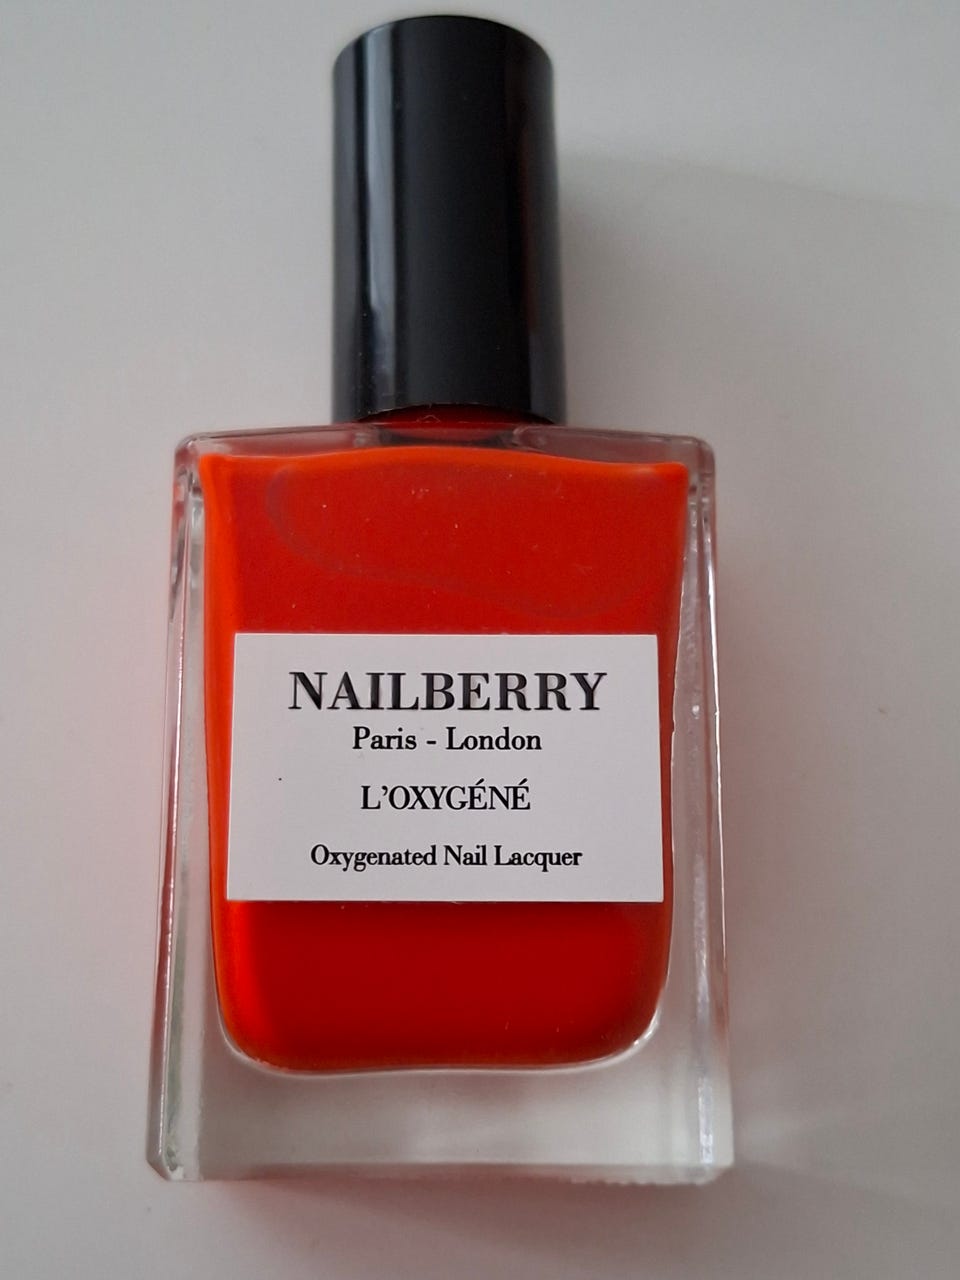 NAILBERRY
Paris - London
L'OXYGÉNÉ
Oxygenated Nail Lacquer